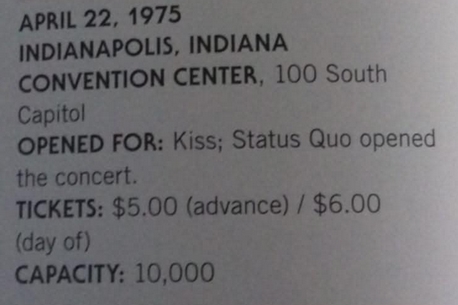 APRIL 22, 1975
INDIANAPOLIS, INDIANA
CONVENTION CENTER, 100 South
Capitol
OPENED FOR: Kiss; Status Quo opened
the concert.
TICKETS: $5.00 (advance) / $6.00
(day of)
CAPACITY: 10,000